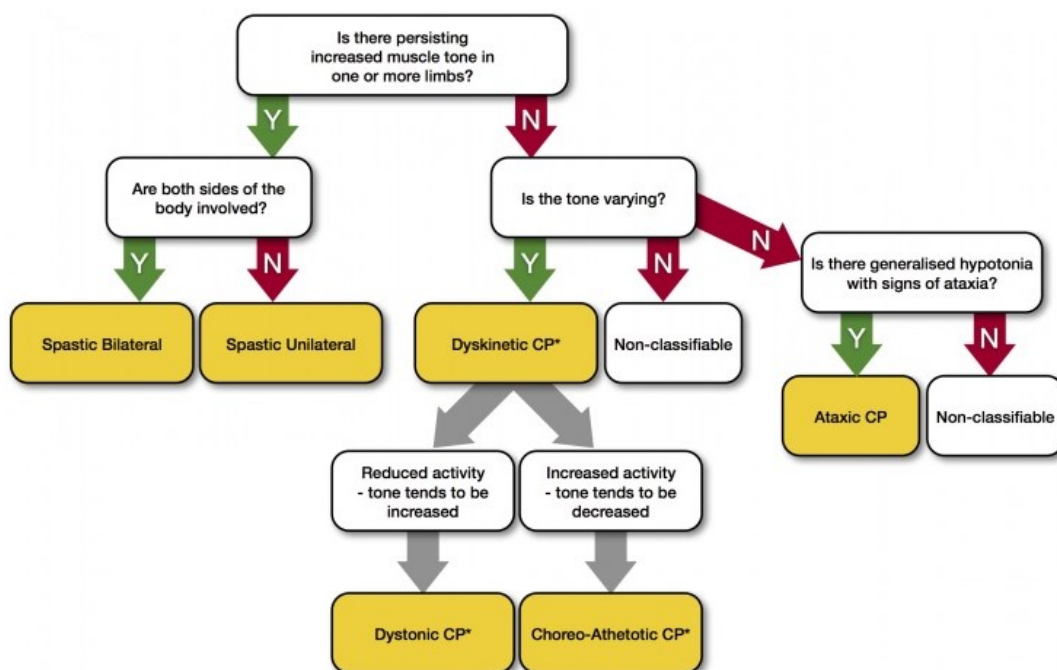 Is there persisting
increased muscle tone in
one or more limbs?
Y
N
Are both sides of the
body involved?
Is the tone varying?
N
Is there generalised hypotonia
with signs of ataxia?
Y
N
Y
N
Spastic Bilateral
Spastic Unilateral
Dyskinetic CP*
Non-classifiable
Y
N
Ataxic CP
Non-classifiable
Reduced activity
- tone tends to be
increased
Increased activity
- tone tends to be
decreased
Dystonic CP*
Choreo-Athetotic CP*